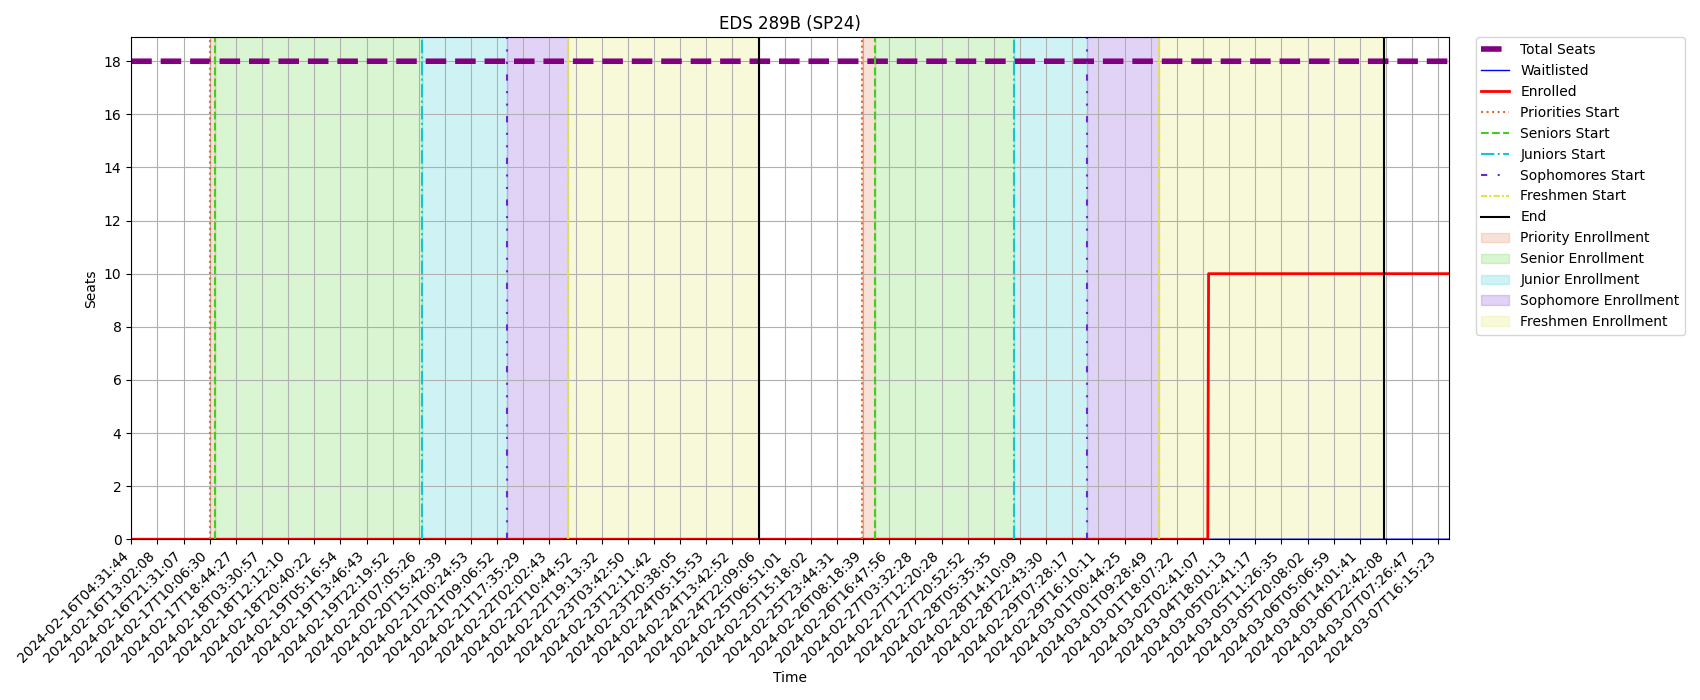 EDS 289B (SP24)
Total Seats
Waitlisted
Enrolled
Priorities Start
Seniors Start
Juniors Start
Sophomores Start
Freshmen Start
End
Priority Enrollment
Senior Enrollment
Junior Enrollment
Sophomore Enrollment
Freshmen Enrollment
Seats
18
16
14
12
10
8
6
4
2
0
2024-02-16T04:31:44
2024-02-16T13:02:08
2024-02-16T21:31:07
2024-02-17T10:06:30
2024-02-17T18:44:27
2024-02-18T03:30:57
2024-02-18T12:12:10
2024-02-18T20:40:22
2024-02-19T05:16:54
2024-02-19T13:46:43
2024-02-19T22:19:52
2024-02-20T07:05:26
2024-02-20T15:42:39
2024-02-21T00:24:53
2024-02-21T09:06:52
2024-02-21T17:35:29
2024-02-22T02:02:43
2024-02-22T10:44:52
2024-02-22T19:13:32
2024-02-23T03:42:50
2024-02-23T12:11:42
2024-02-23T20:38:05
2024-02-24T05:15:53
2024-02-24T13:42:52
2024-02-24T22:09:06
2024-02-25T06:51:01
2024-02-25T15:18:02
2024-02-25T23:44:31
2024-02-26T08:18:39
2024-02-26T16:47:56
2024-02-27T03:32:28
2024-02-27T12:20:28
2024-02-27T20:52:52
2024-02-28T05:35:35
2024-02-28T14:10:09
2024-02-28T22:43:30
2024-02-29T07:28:17
2024-02-29T16:10:11
2024-03-01T00:44:25
2024-03-01T09:28:49
2024-03-01T18:07:22
2024-03-02T02:41:07
2024-03-04T18:01:13
2024-03-05T02:41:17
2024-03-05T11:26:35
2024-03-05T20:08:02
2024-03-06T05:06:59
2024-03-06T14:01:41
2024-03-06T22:42:08
2024-03-07T07:26:47
2024-03-07T16:15:23
Time